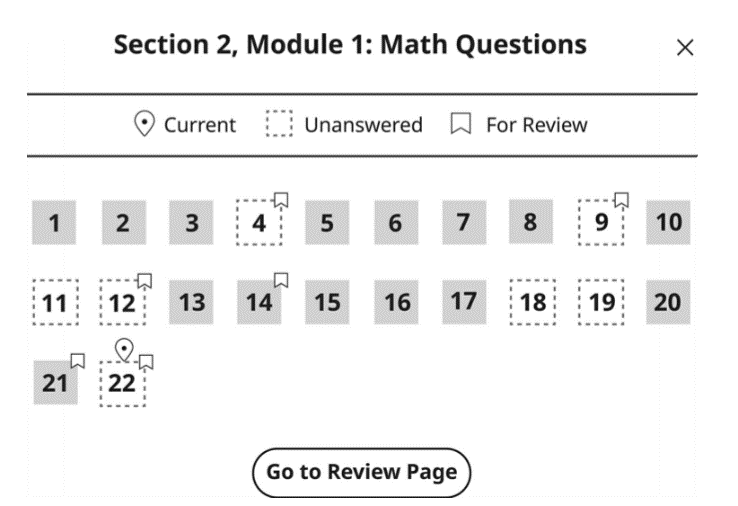 Section 2, Module 1: Math Questions
Current Unanswered For Review
1 2 3 4 5 6 7 8 9 10
11 12 13 14 15 16 17 18 19 20
21 22
Go to Review Page